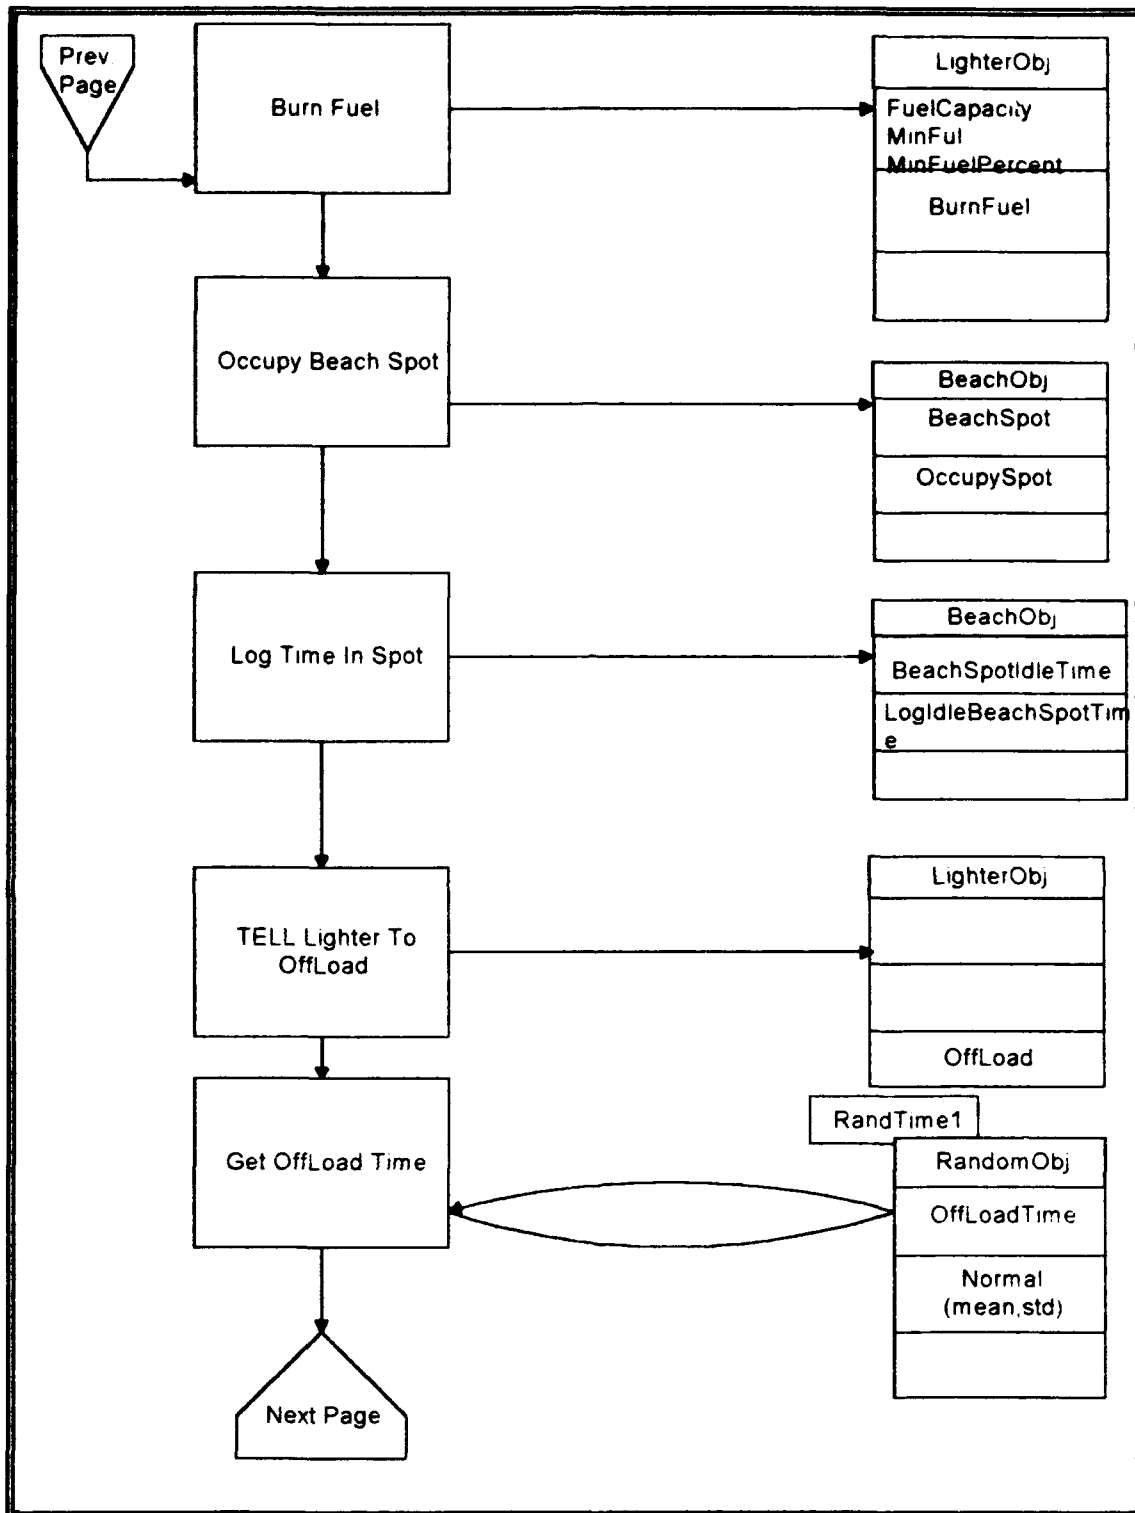 Prev.
Page
Burn Fuel
LighterObj
FuelCapacity
MinFul
MinFuelPercent
BurnFuel
Occupy Beach Spot
BeachObj
BeachSpot
OccupySpot
Log Time In Spot
BeachObj
BeachSpotIdleTime
LogIdleBeachSpotTim
e
TELL Lighter To
OffLoad
LighterObj
OffLoad
Get OffLoad Time
RandTime1
RandomObj
OffLoadTime
Normal
(mean,std)
Next Page